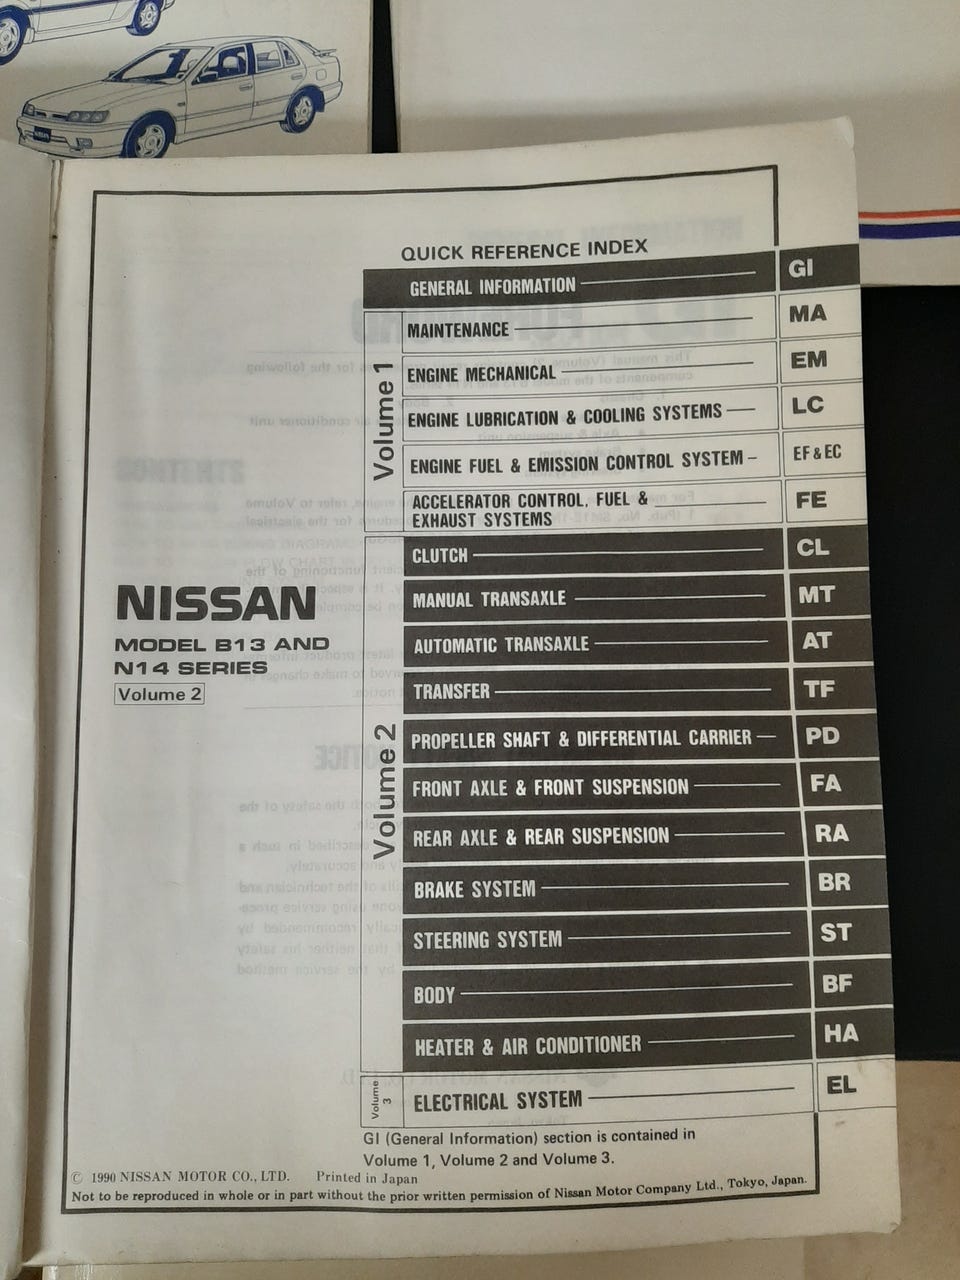 QUICK REFERENCE INDEX
GENERAL INFORMATION GI
Volume 1
MAINTENANCE MA
ENGINE MECHANICAL EM
ENGINE LUBRICATION & COOLING SYSTEMS LC
ENGINE FUEL & EMISSION CONTROL SYSTEM EF & EC
ACCELERATOR CONTROL, FUEL &
EXHAUST SYSTEMS FE
NISSAN
MODEL B13 AND
N14 SERIES
Volume 2
Volume 2
CLUTCH CL
MANUAL TRANSAXLE MT
AUTOMATIC TRANSAXLE AT
TRANSFER TF
PROPELLER SHAFT & DIFFERENTIAL CARRIER PD
FRONT AXLE & FRONT SUSPENSION FA
REAR AXLE & REAR SUSPENSION RA
BRAKE SYSTEM BR
STEERING SYSTEM ST
BODY BF
HEATER & AIR CONDITIONER HA
Volume
3
ELECTRICAL SYSTEM EL
GI (General Information) section is contained in
Volume 1, Volume 2 and Volume 3.
© 1990 NISSAN MOTOR CO., LTD. Printed in Japan
Not to be reproduced in whole or in part without the prior written permission of Nissan Motor Company Ltd., Tokyo, Japan.